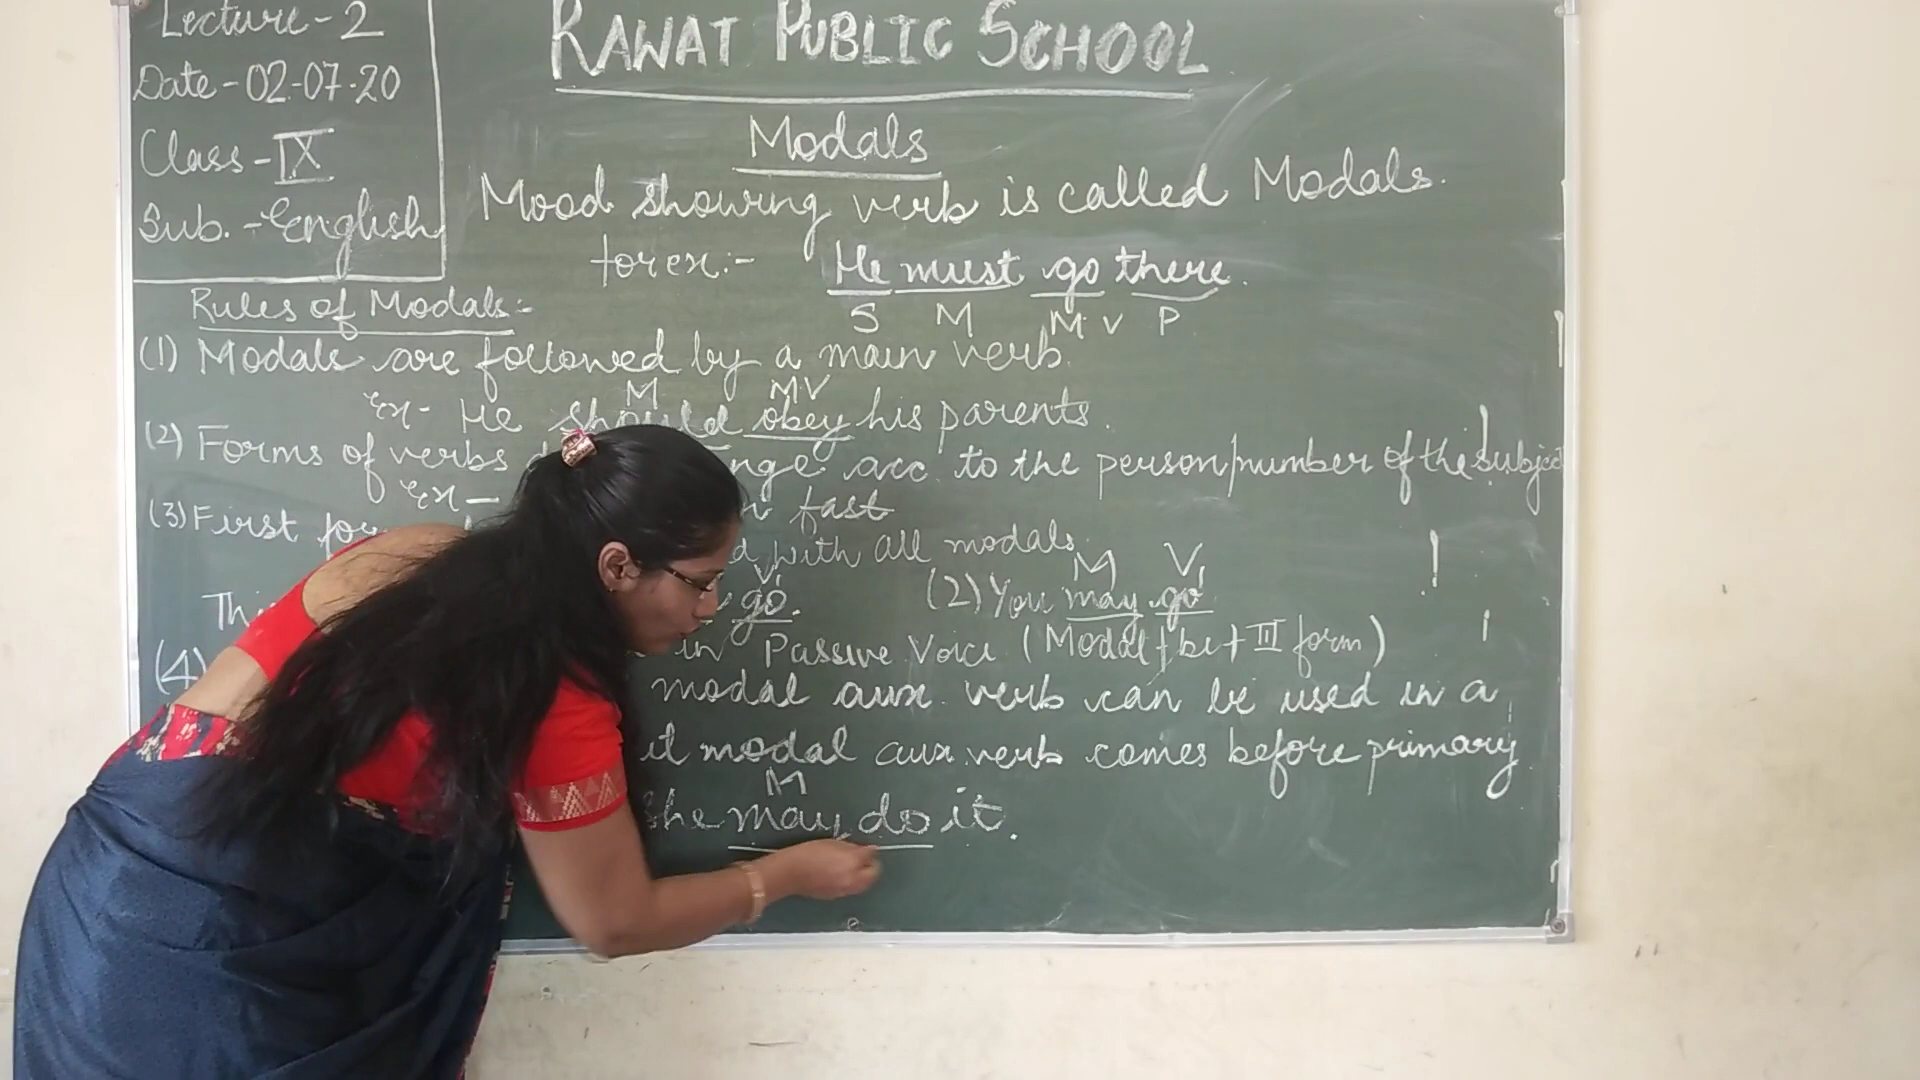 Lecture - 2
Date - 02-07-20
Class - IX
Sub. - English
RAWAT PUBLIC SCHOOL
Modals
Mood showing verb is called Modals.
for ex:- He must go there.
S M M V P
Rules of Modals:-
(1) Modals are followed by a main verb.
M MV
Ex- He should obey his parents.
(2) Forms of verbs acc. to the person/number of the subject
Ex- fast
(3) First with all modals
V1 M V1
go. (2) You may go
(4) in Passive Voice (Modal + be + III form)
modal aux. verb can be used in a
it modal aux. verb comes before primary
M
she may do it.